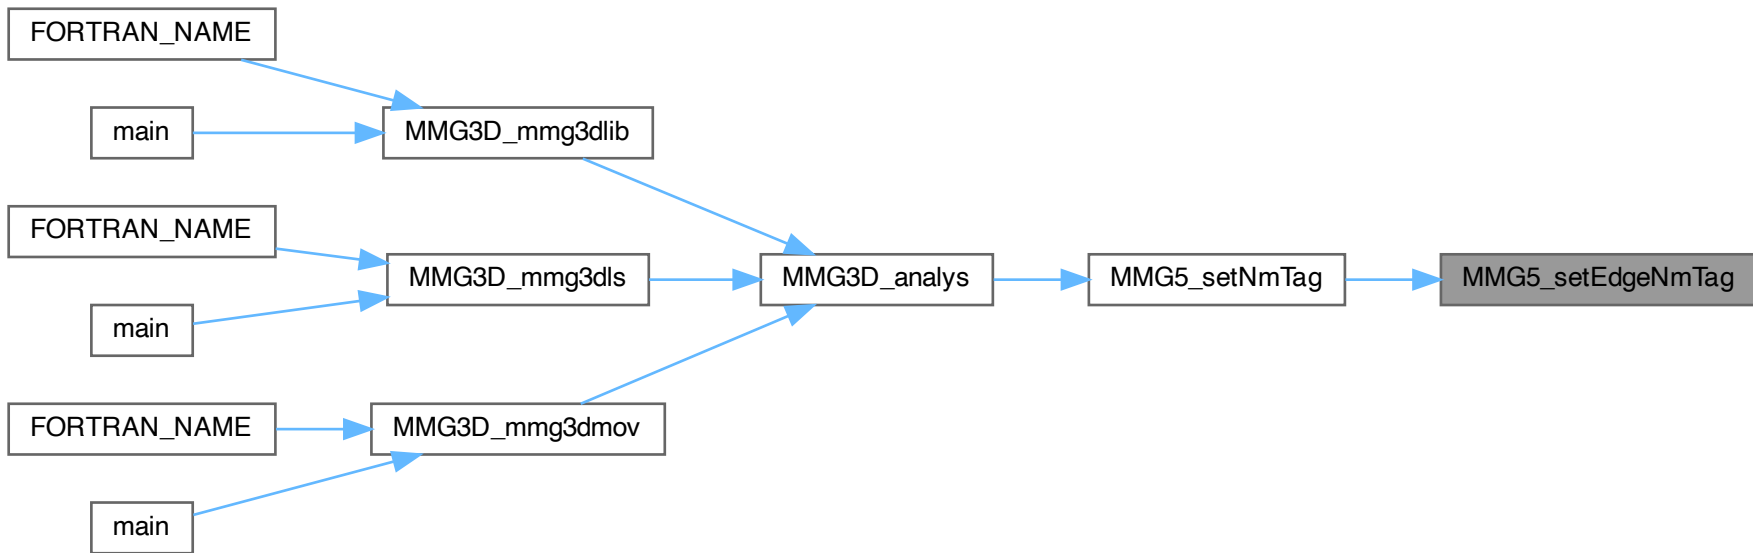 FORTRAN_NAME
main
MMG3D_mmg3dlib
FORTRAN_NAME
MMG3D_mmg3dls
MMG3D_analys
MMG5_setNmTag
MMG5_setEdgeNmTag
main
FORTRAN_NAME
MMG3D_mmg3dmov
main